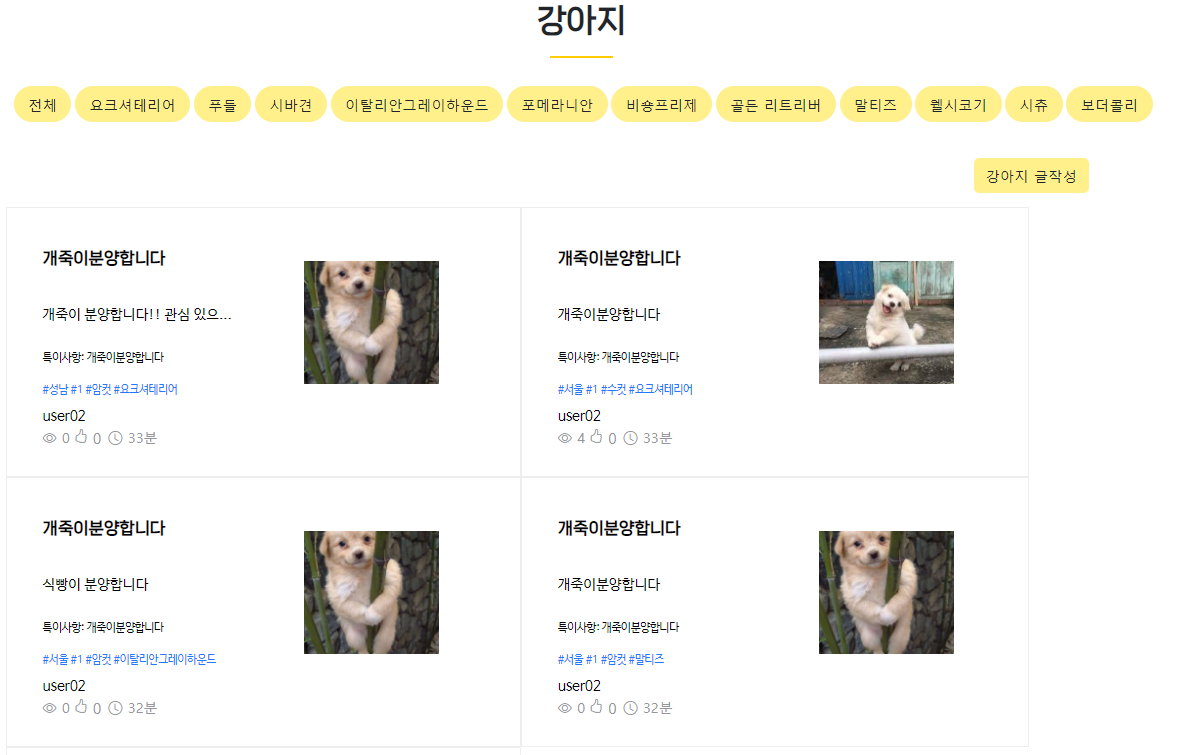 강아지
전체 요크셔테리어 푸들 시바견 이탈리안그레이하운드 포메라니안 비숑프리제 골든 리트리버 말티즈 웰시코기 시츄 보더콜리
강아지 글작성
개죽이분양합니다
개죽이 분양합니다!! 관심 있으...
특이사항: 개죽이분양합니다
#성남 #1 #암컷 #요크셔테리어
user02
0 0 33분
개죽이분양합니다
개죽이 분양합니다
특이사항: 개죽이분양합니다
#서울 #1 #수컷 #요크셔테리어
user02
4 0 33분
개죽이분양합니다
식빵이 분양합니다
특이사항: 개죽이분양합니다
#서울 #1 #암컷 #이탈리안그레이하운드
user02
0 0 32분
개죽이분양합니다
개죽이분양합니다
특이사항: 개죽이분양합니다
#서울 #1 #암컷 #말티즈
user02
0 0 32분